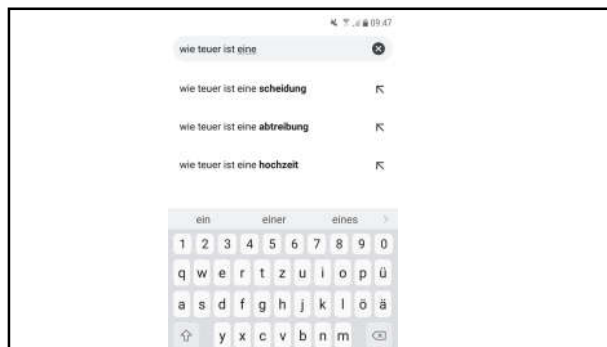 09:47
wie teuer ist eine
wie teuer ist eine scheidung
wie teuer ist eine abtreibung
wie teuer ist eine hochzeit
ein einer eines
1 2 3 4 5 6 7 8 9 0
q w e r t z u i o p ü
a s d f g h j k l ö ä
y x c v b n m